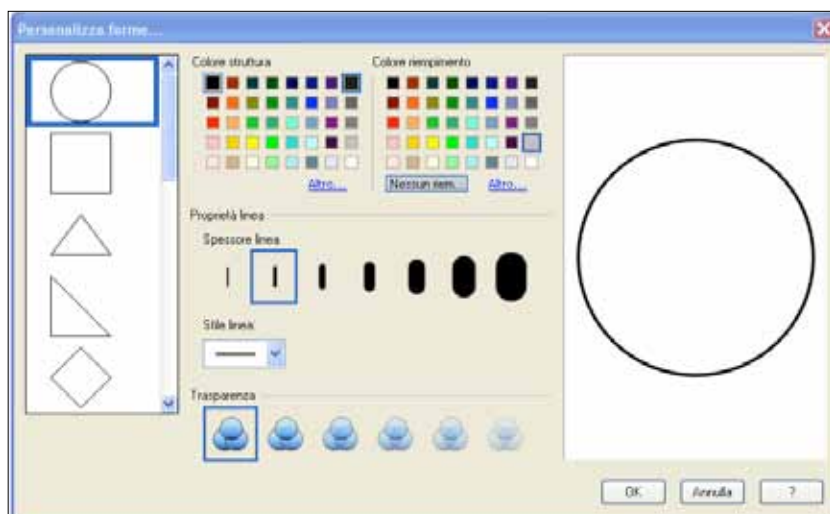 Personalizza forme...
Colore struttura
Colore riempimento
Altro...
Nessun riem...
Altro...
Proprietà linea
Spessore linea
Stile linea:
Trasparenza
OK
Annulla
?